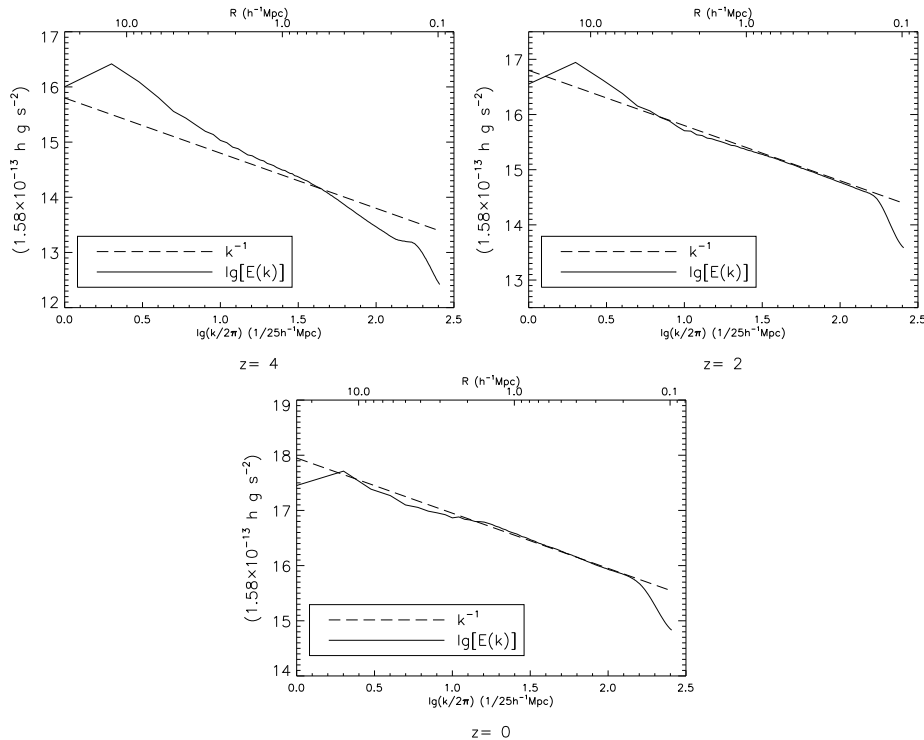 R (h⁻¹Mpc)
10.0 1.0 0.1
17
16
15
14
13
12
(1.58×10⁻¹³ h g s⁻²)
k⁻¹
lg[E(k)]
0.0 0.5 1.0 1.5 2.0 2.5
lg(k/2π) (1/25h⁻¹Mpc)
z= 4
R (h⁻¹Mpc)
10.0 1.0 0.1
18
17
16
15
14
13
(1.58×10⁻¹³ h g s⁻²)
k⁻¹
lg[E(k)]
0.0 0.5 1.0 1.5 2.0 2.5
lg(k/2π) (1/25h⁻¹Mpc)
z= 2
R (h⁻¹Mpc)
10.0 1.0 0.1
19
18
17
16
15
14
(1.58×10⁻¹³ h g s⁻²)
k⁻¹
lg[E(k)]
0.0 0.5 1.0 1.5 2.0 2.5
lg(k/2π) (1/25h⁻¹Mpc)
z= 0